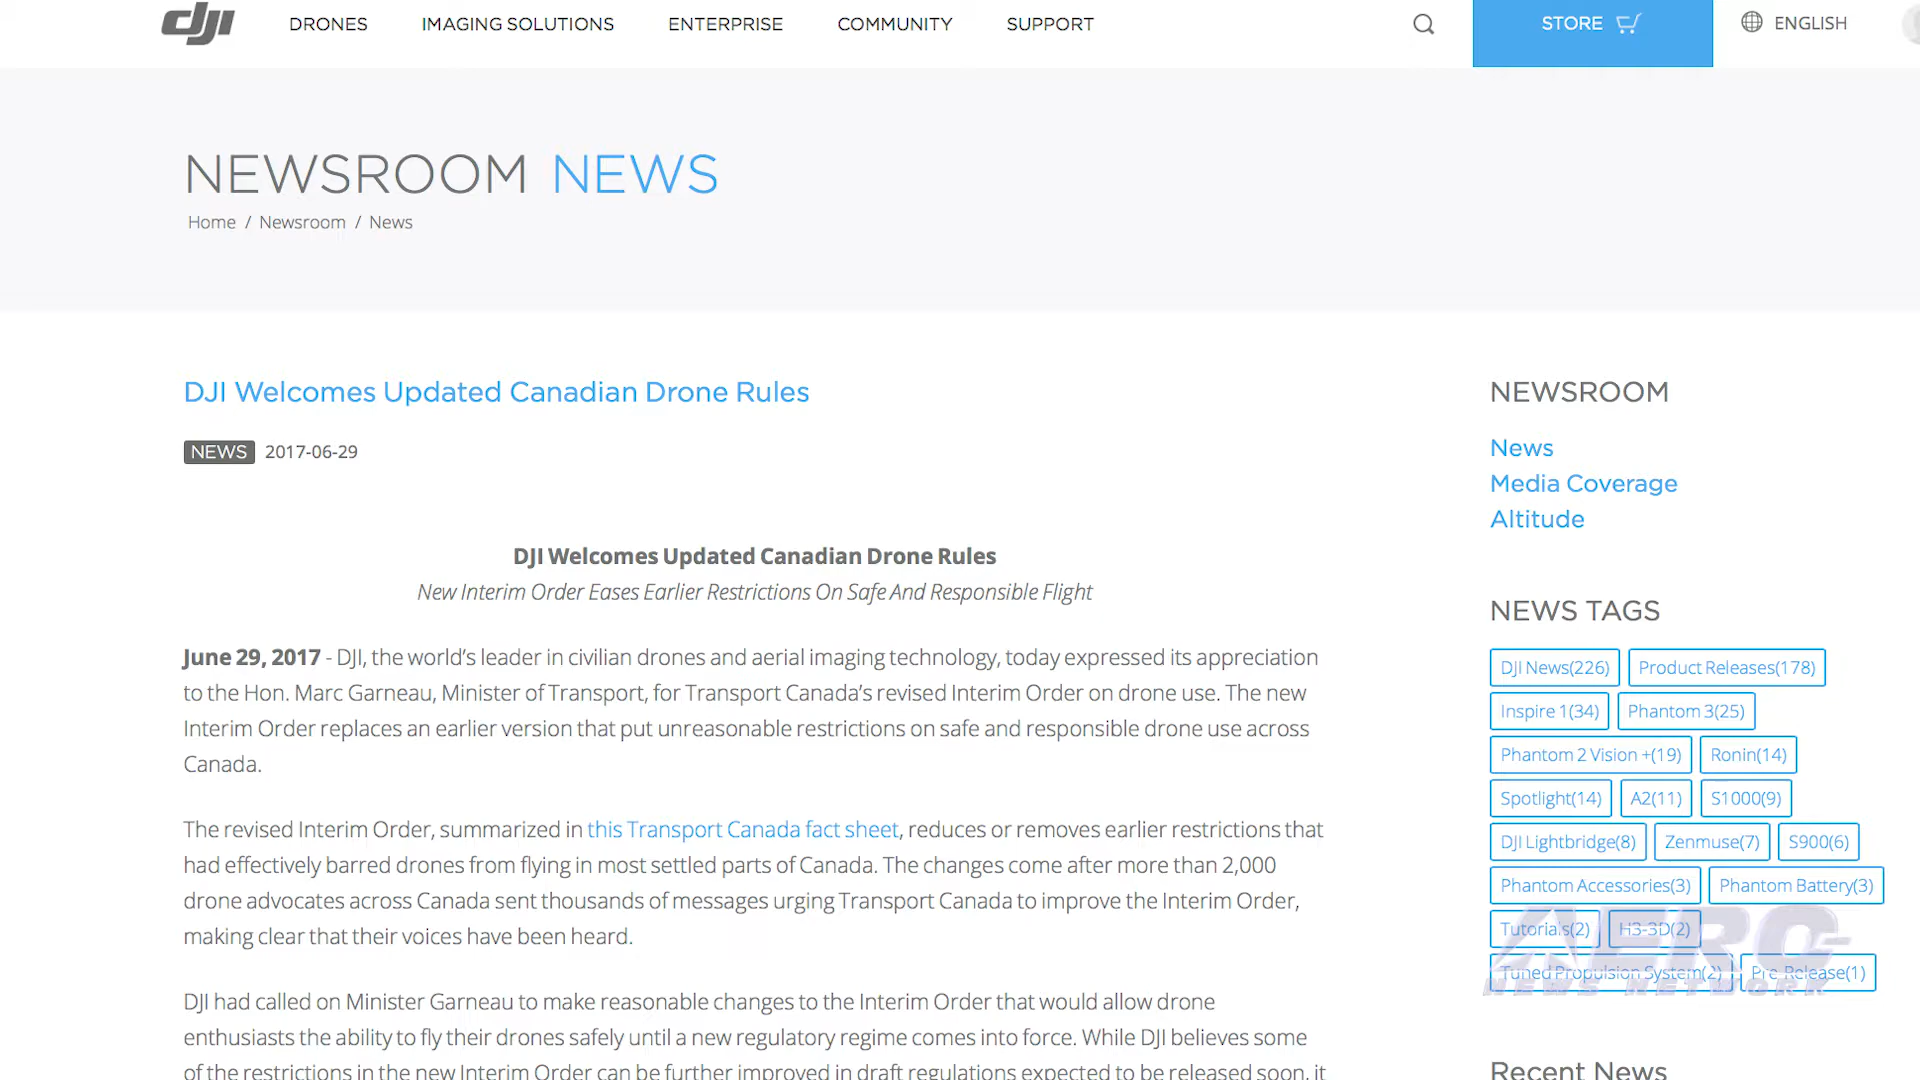 dji
DRONES IMAGING SOLUTIONS ENTERPRISE COMMUNITY SUPPORT STORE ENGLISH
NEWSROOM NEWS
Home / Newsroom / News
DJI Welcomes Updated Canadian Drone Rules
NEWS 2017-06-29
DJI Welcomes Updated Canadian Drone Rules
New Interim Order Eases Earlier Restrictions On Safe And Responsible Flight
June 29, 2017 - DJI, the world's leader in civilian drones and aerial imaging technology, today expressed its appreciation
to the Hon. Marc Garneau, Minister of Transport, for Transport Canada's revised Interim Order on drone use. The new
Interim Order replaces an earlier version that put unreasonable restrictions on safe and responsible drone use across
Canada.
The revised Interim Order, summarized in this Transport Canada fact sheet, reduces or removes earlier restrictions that
had effectively barred drones from flying in most settled parts of Canada. The changes come after more than 2,000
drone advocates across Canada sent thousands of messages urging Transport Canada to improve the Interim Order,
making clear that their voices have been heard.
DJI had called on Minister Garneau to make reasonable changes to the Interim Order that would allow drone
enthusiasts the ability to fly their drones safely until a new regulatory regime comes into force. While DJI believes some
of the restrictions in the new Interim Order can be further improved in draft regulations expected to be released soon, it
NEWSROOM
News
Media Coverage
Altitude
NEWS TAGS
DJI News(226) Product Releases(178)
Inspire 1(34) Phantom 3(25)
Phantom 2 Vision +(19) Ronin(14)
Spotlight(14) A2(11) S1000(9)
DJI Lightbridge(8) Zenmuse(7) S900(6)
Phantom Accessories(3) Phantom Battery(3)
Tutorials(2) H3-3D(2)
Tuned Propulsion System(2) Pre-Release(1)
AERO
NEWS NETWORK
Recent News